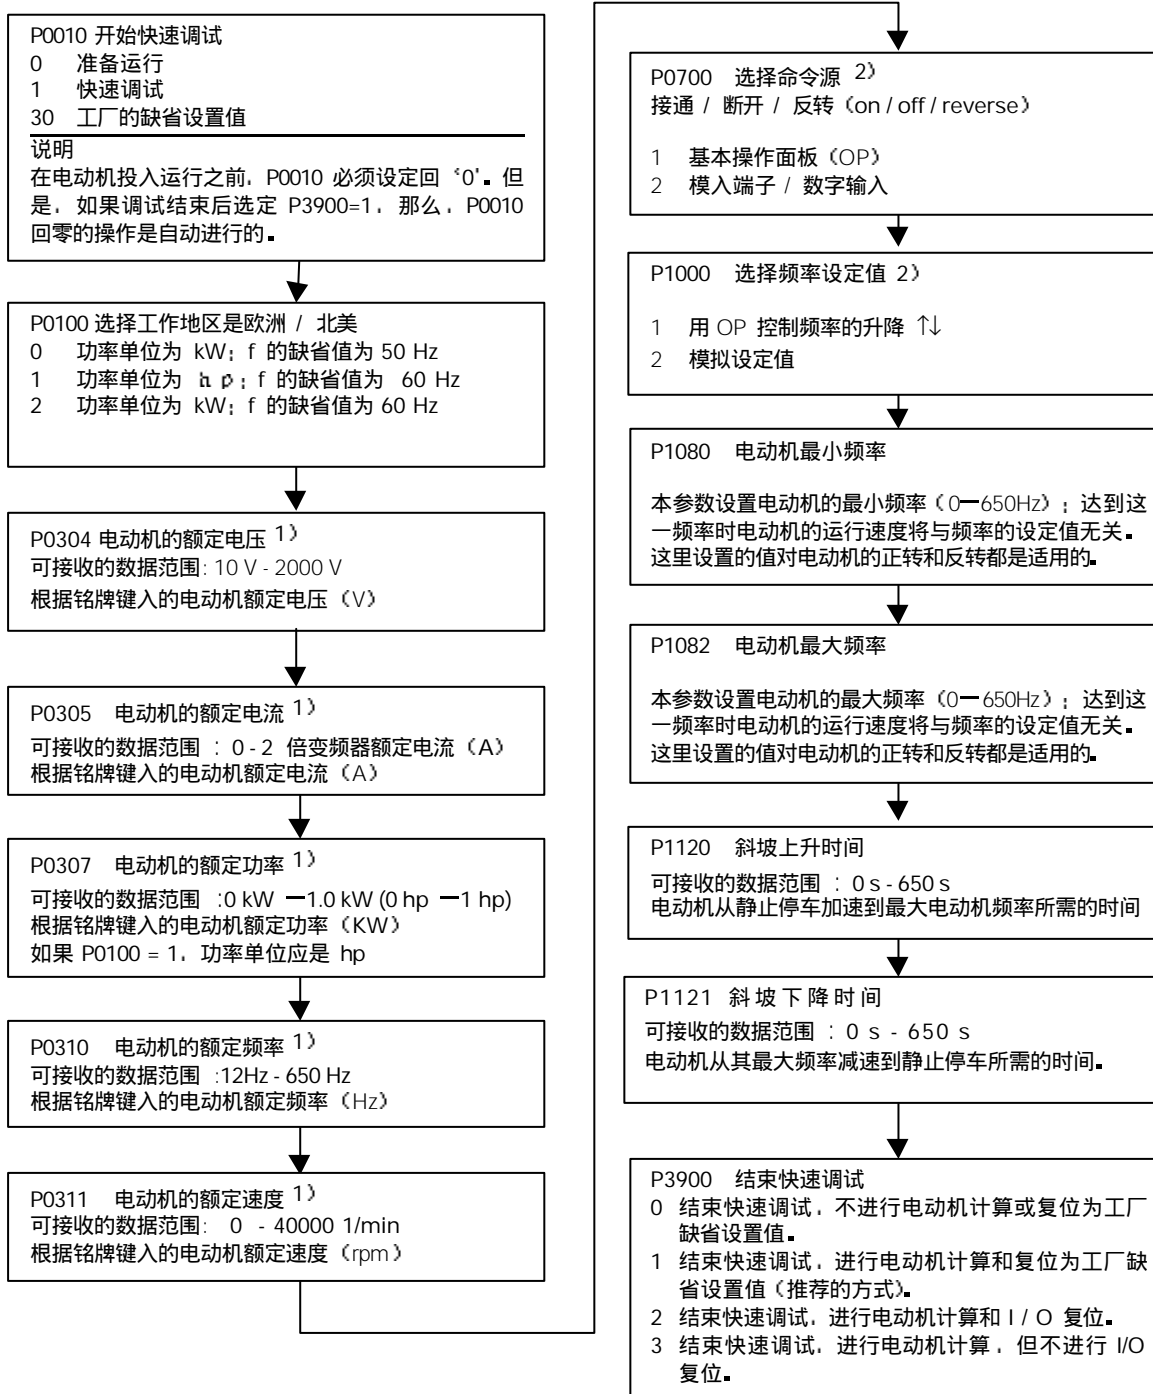 P0010 开始快速调试
0 准备运行
1 快速调试
30 工厂的缺省设置值
说明
在电动机投入运行之前，P0010 必须设定回‘0’。但
是，如果调试结束后选定 P3900=1，那么，P0010
回零的操作是自动进行的。
P0100 选择工作地区是欧洲 / 北美
0 功率单位为 kW；f 的缺省值为 50 Hz
1 功率单位为 hp；f 的缺省值为 60 Hz
2 功率单位为 kW；f 的缺省值为 60 Hz
P0304 电动机的额定电压 1）
可接收的数据范围：10 V - 2000 V
根据铭牌键入的电动机额定电压（V）
P0305 电动机的额定电流 1）
可接收的数据范围：0 - 2 倍变频器额定电流（A）
根据铭牌键入的电动机额定电流（A）
P0307 电动机的额定功率 1）
可接收的数据范围：0 kW —1.0 kW (0 hp —1 hp)
根据铭牌键入的电动机额定功率（KW）
如果 P0100 = 1，功率单位应是 hp
P0310 电动机的额定频率 1）
可接收的数据范围：12Hz - 650 Hz
根据铭牌键入的电动机额定频率（Hz）
P0311 电动机的额定速度 1）
可接收的数据范围： 0 - 40000 1/min
根据铭牌键入的电动机额定速度（rpm）
P0700 选择命令源 2）
接通 / 断开 / 反转（on / off / reverse）
1 基本操作面板（OP）
2 模入端子 / 数字输入
P1000 选择频率设定值 2）
1 用 OP 控制频率的升降 ↑↓
2 模拟设定值
P1080 电动机最小频率
本参数设置电动机的最小频率（0—650Hz）；达到这
一频率时电动机的运行速度将与频率的设定值无关。
这里设置的值对电动机的正转和反转都是适用的。
P1082 电动机最大频率
本参数设置电动机的最大频率（0—650Hz）；达到这
一频率时电动机的运行速度将与频率的设定值无关。
这里设置的值对电动机的正转和反转都是适用的。
P1120 斜坡上升时间
可接收的数据范围：0 s - 650 s
电动机从静止停车加速到最大电动机频率所需的时间
P1121 斜坡下降时间
可接收的数据范围：0 s - 650 s
电动机从其最大频率减速到静止停车所需的时间。
P3900 结束快速调试
0 结束快速调试，不进行电动机计算或复位为工厂
缺省设置值。
1 结束快速调试，进行电动机计算和复位为工厂缺
省设置值（推荐的方式）。
2 结束快速调试，进行电动机计算和 I / O 复位。
3 结束快速调试，进行电动机计算，但不进行 I/O
复位。